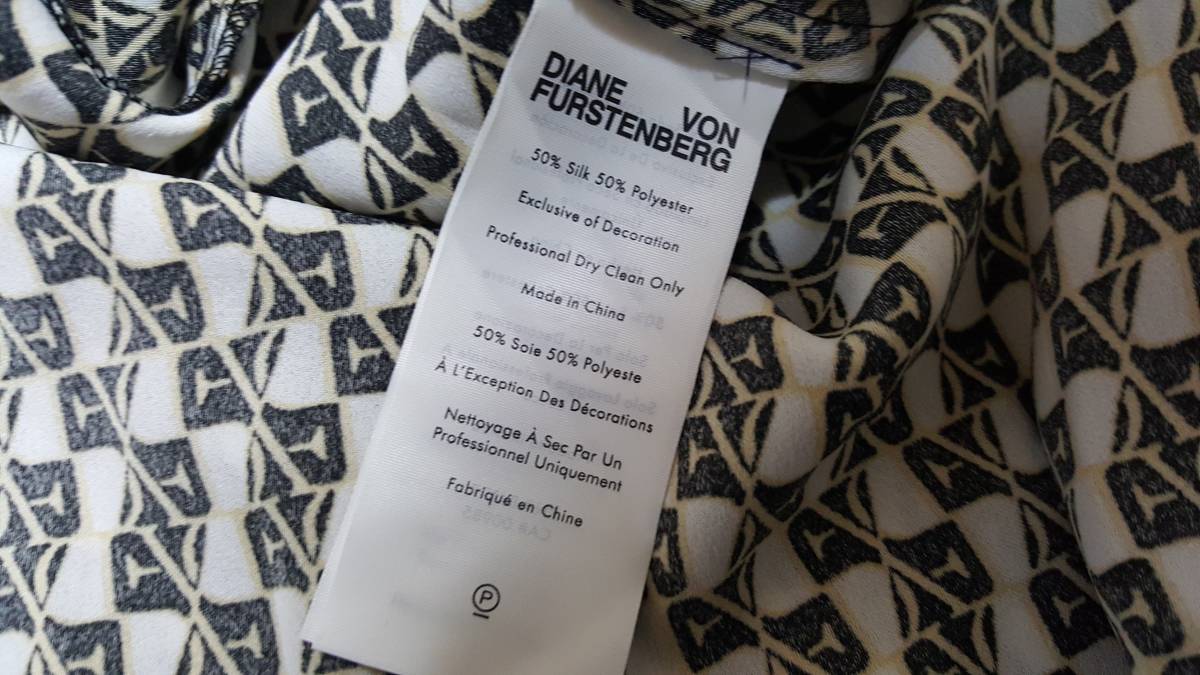 DIANE VON
FURSTENBERG
50% Silk 50% Polyester
Exclusive of Decoration
Professional Dry Clean Only
Made in China
50% Soie 50% Polyeste
À L'Exception Des Décorations
Nettoyage À Sec Par Un
Professionnel Uniquement
Fabriqué en Chine
P